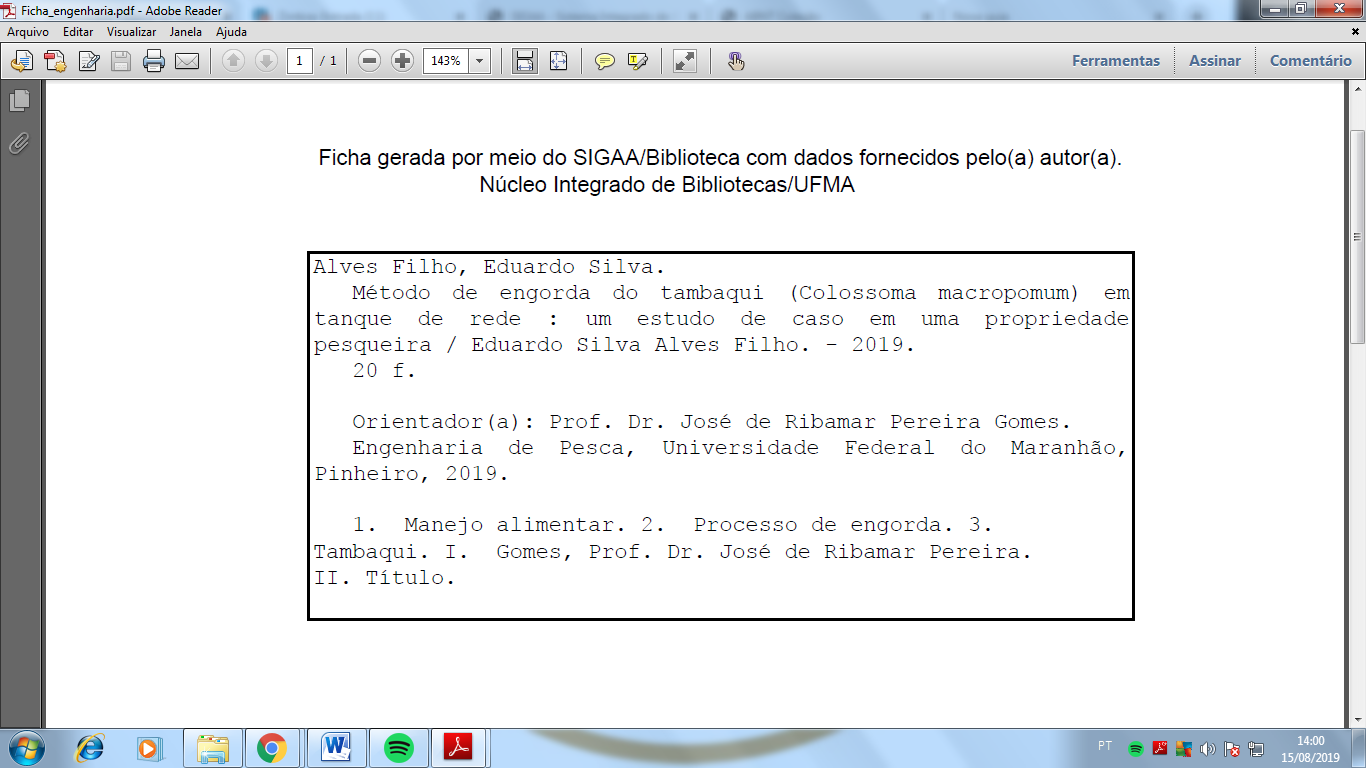 Ficha_engenharia.pdf - Adobe Reader
Arquivo Editar Visualizar Janela Ajuda
1 / 1 143% Ferramentas Assinar Comentário
Ficha gerada por meio do SIGAA/Biblioteca com dados fornecidos pelo(a) autor(a).
Núcleo Integrado de Bibliotecas/UFMA
Alves Filho, Eduardo Silva.
Método de engorda do tambaqui (Colossoma macropomum) em
tanque de rede : um estudo de caso em uma propriedade
pesqueira / Eduardo Silva Alves Filho. - 2019.
20 f.
Orientador(a): Prof. Dr. José de Ribamar Pereira Gomes.
Engenharia de Pesca, Universidade Federal do Maranhão,
Pinheiro, 2019.
1. Manejo alimentar. 2. Processo de engorda. 3.
Tambaqui. I. Gomes, Prof. Dr. José de Ribamar Pereira.
II. Título.
PT 14:00
15/08/2019